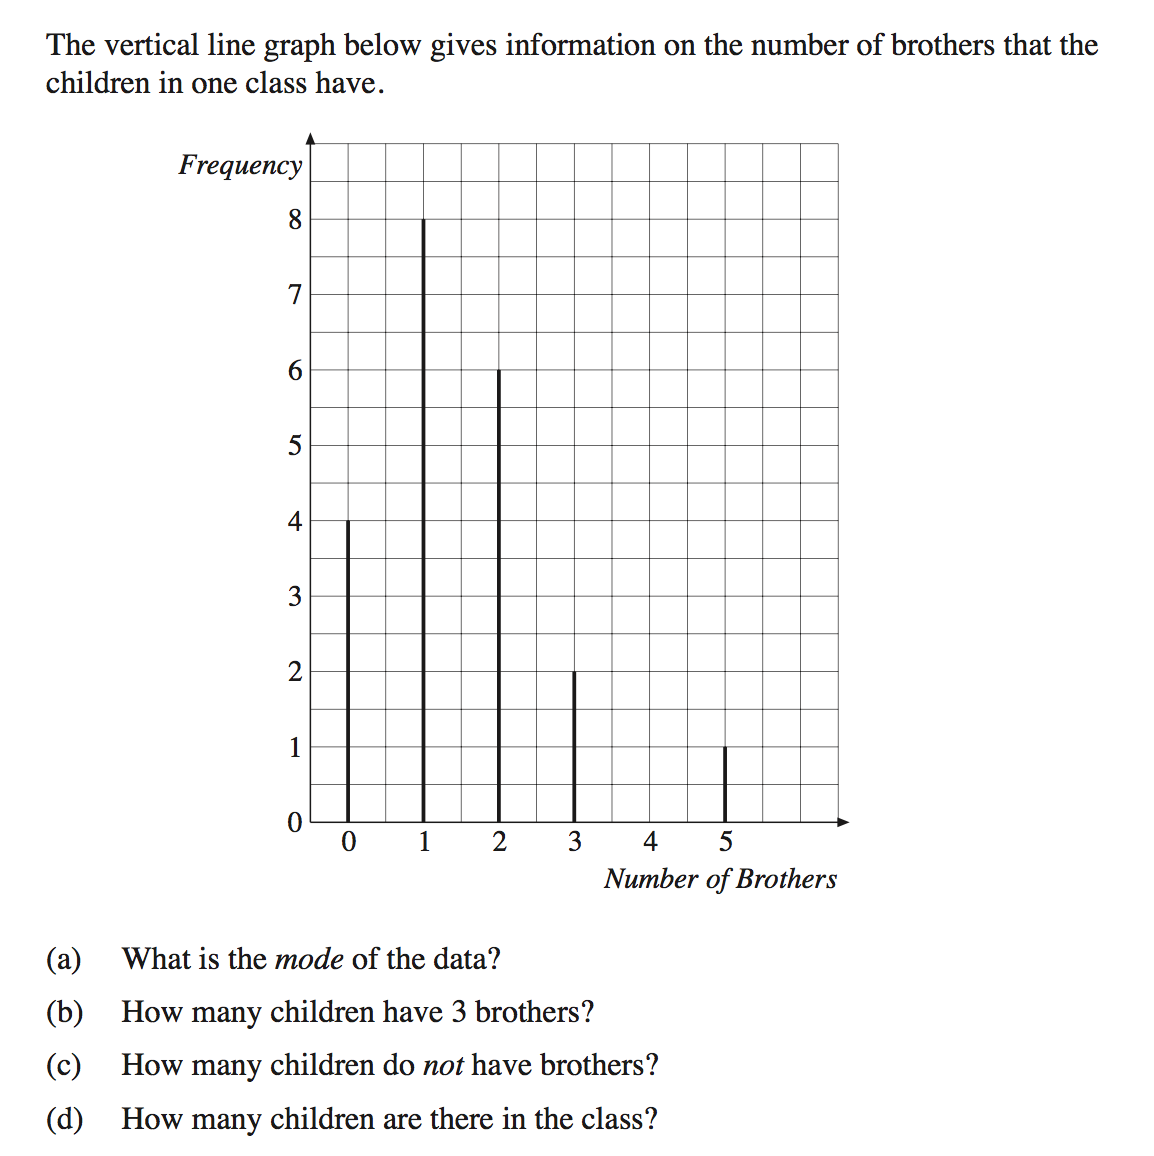 The vertical line graph below gives information on the number of brothers that the
children in one class have.
Frequency
8
7
6
5
4
3
2
1
0
0 1 2 3 4 5
Number of Brothers
(a) What is the mode of the data?
(b) How many children have 3 brothers?
(c) How many children do not have brothers?
(d) How many children are there in the class?